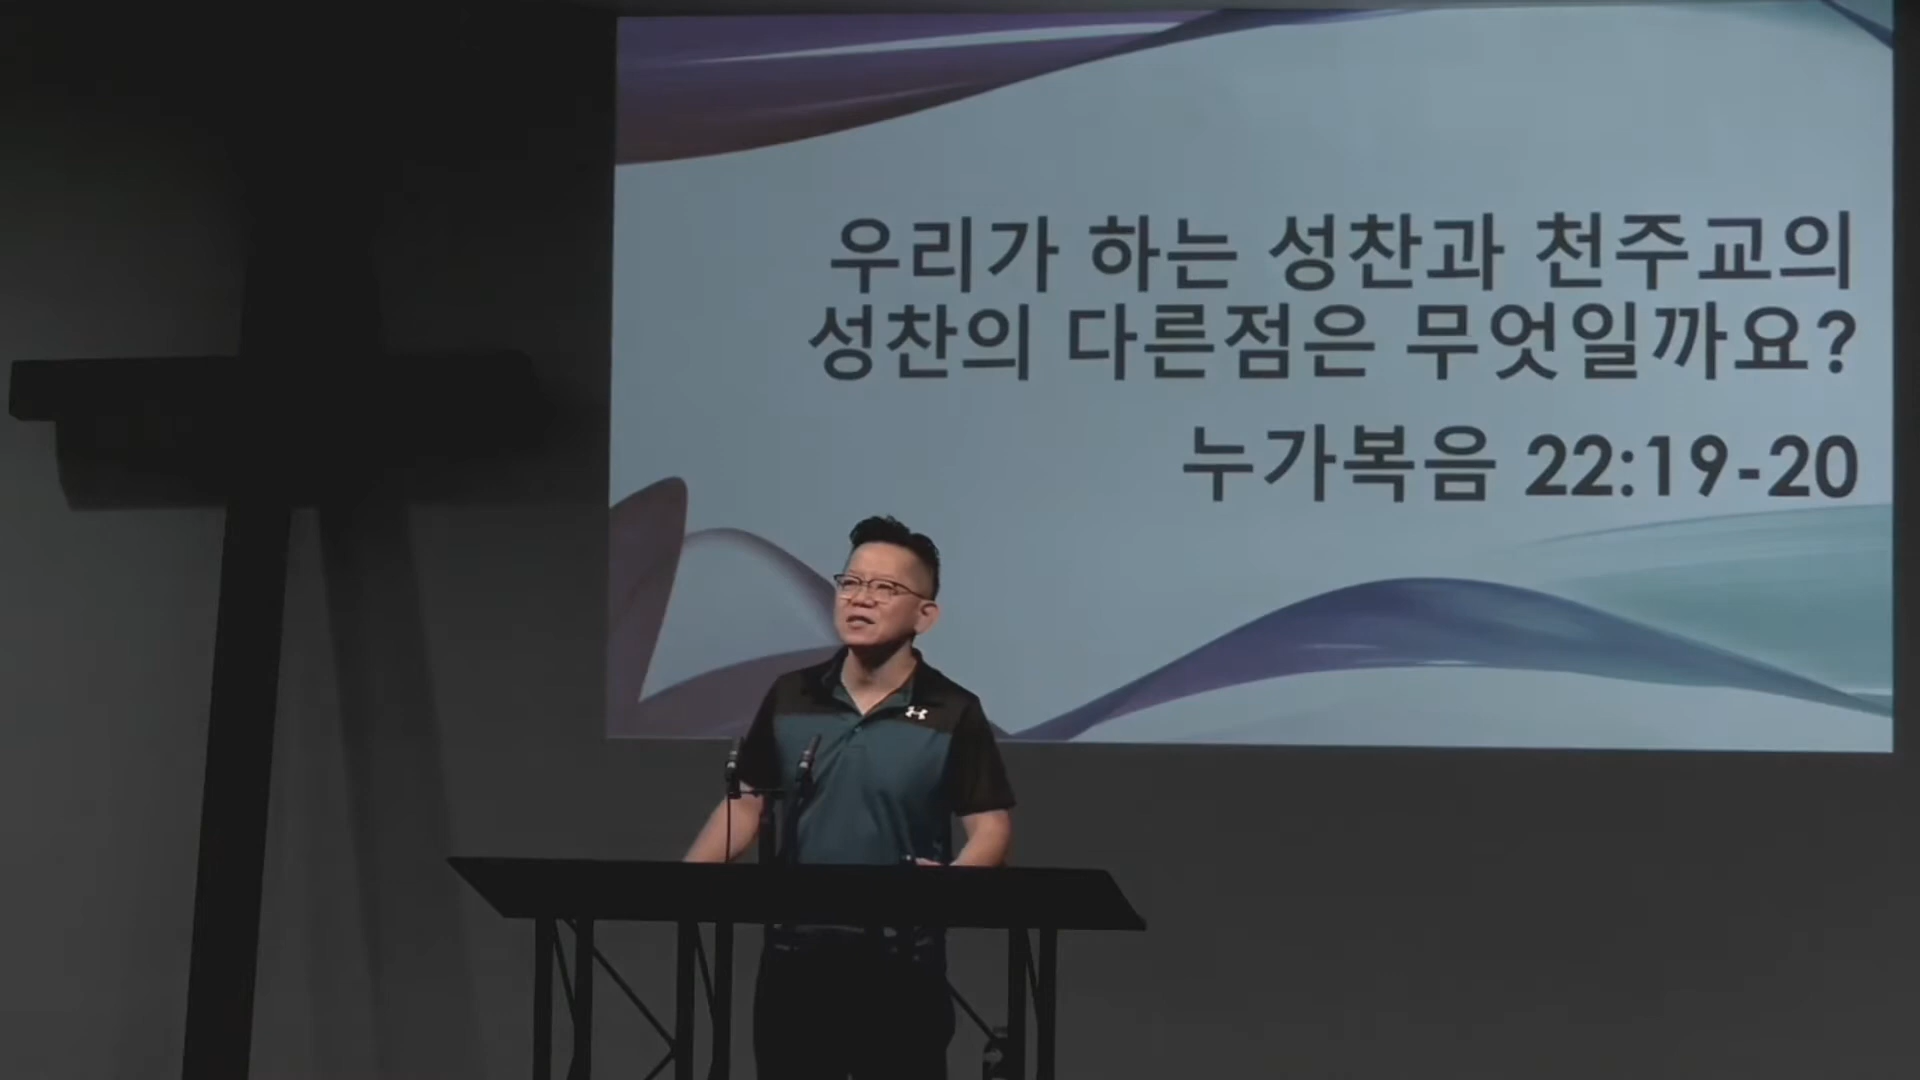 우리가 하는 성찬과 천주교의
성찬의 다른점은 무엇일까요?
누가복음 22:19-20